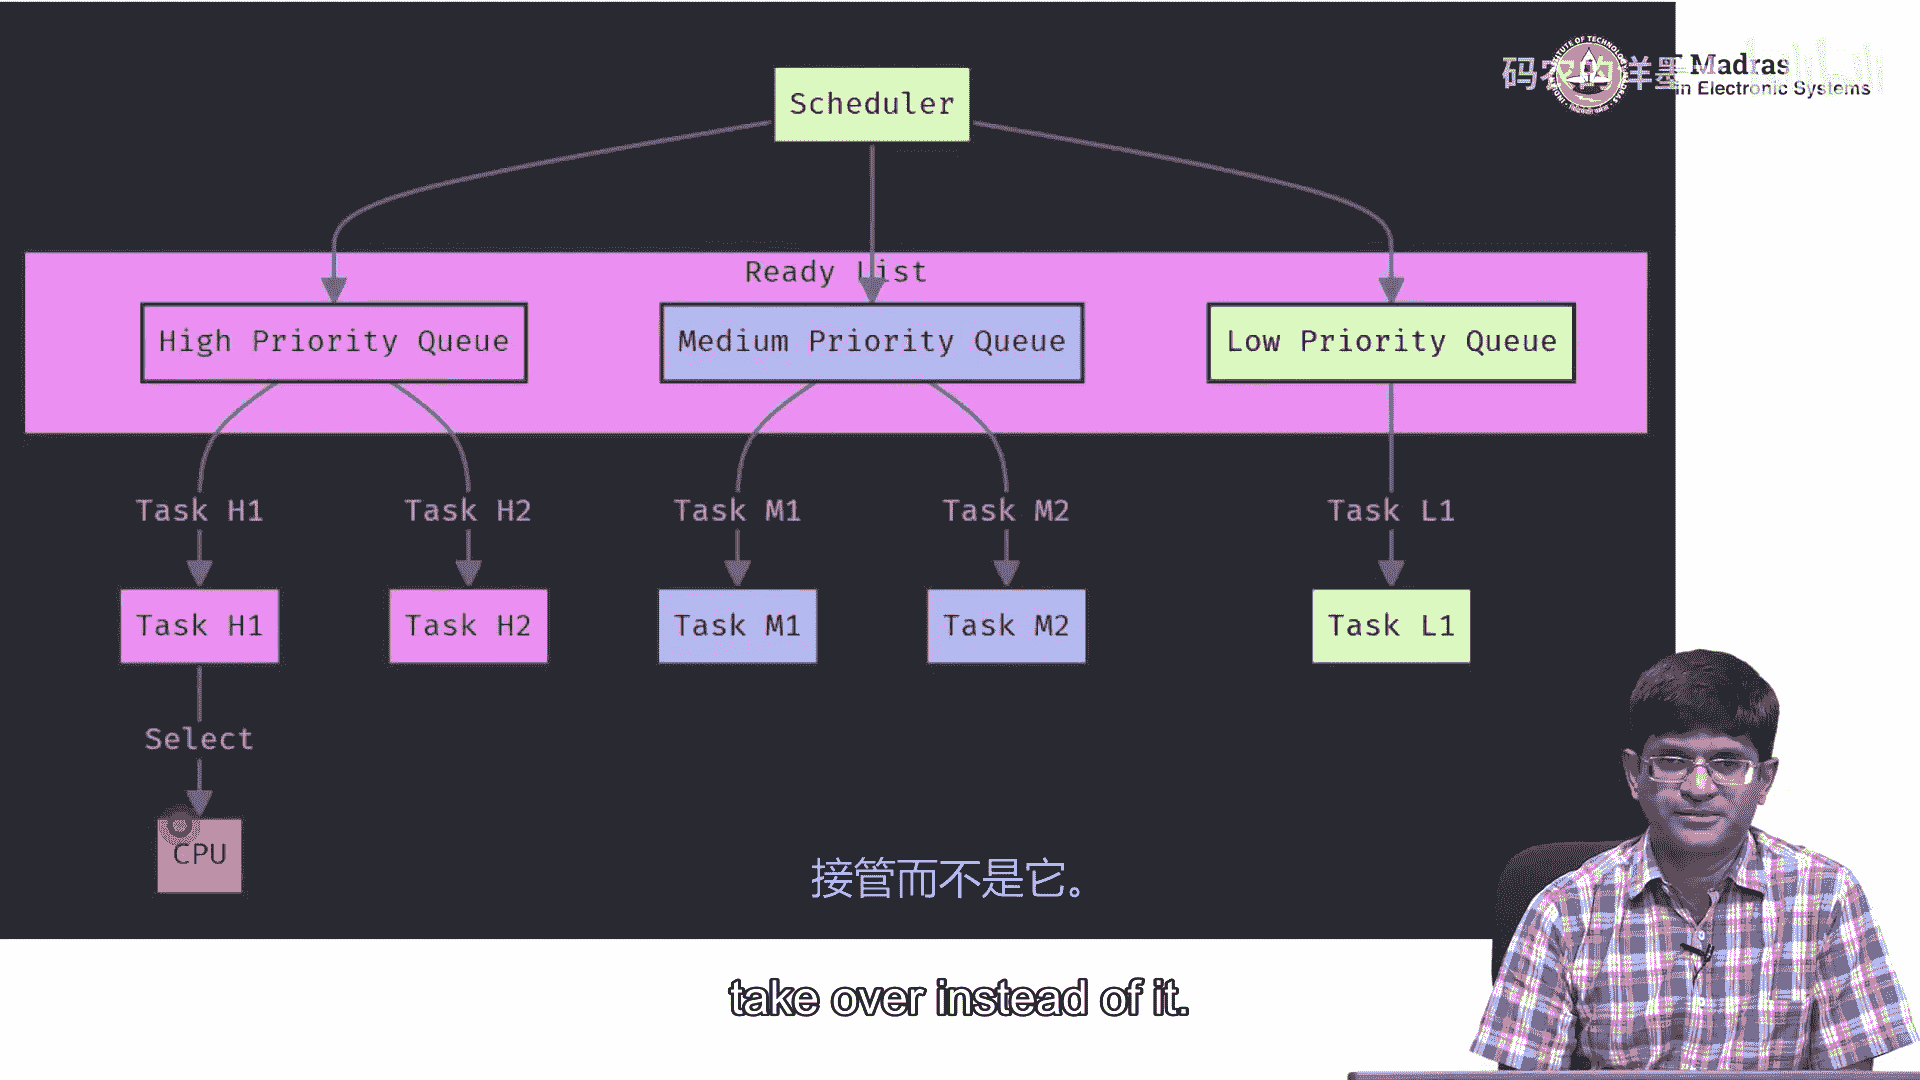 Scheduler
Madras
in Electronic Systems
Ready List
High Priority Queue
Medium Priority Queue
Low Priority Queue
Task H1
Task H2
Task M1
Task M2
Task L1
Task H1
Task H2
Task M1
Task M2
Task L1
Select
CPU
接管而不是它。
take over instead of it.